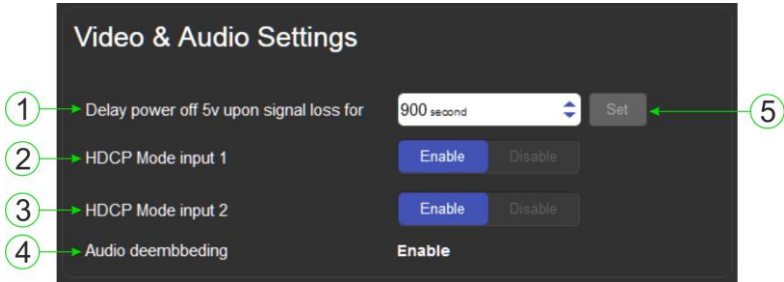 Video & Audio Settings
1 Delay power off 5v upon signal loss for 900 second Set 5
2 HDCP Mode input 1 Enable Disable
3 HDCP Mode input 2 Enable Disable
4 Audio deembbeding Enable